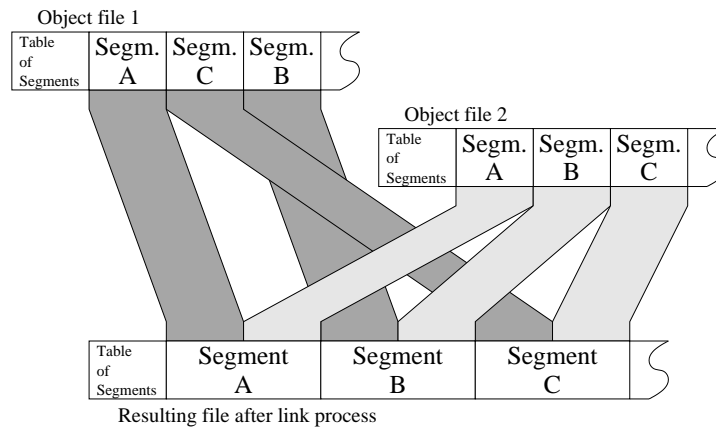 Object file 1
Table
of
Segments
Segm.
A
Segm.
C
Segm.
B
Object file 2
Table
of
Segments
Segm.
A
Segm.
B
Segm.
C
Table
of
Segments
Segment
A
Segment
B
Segment
C
Resulting file after link process